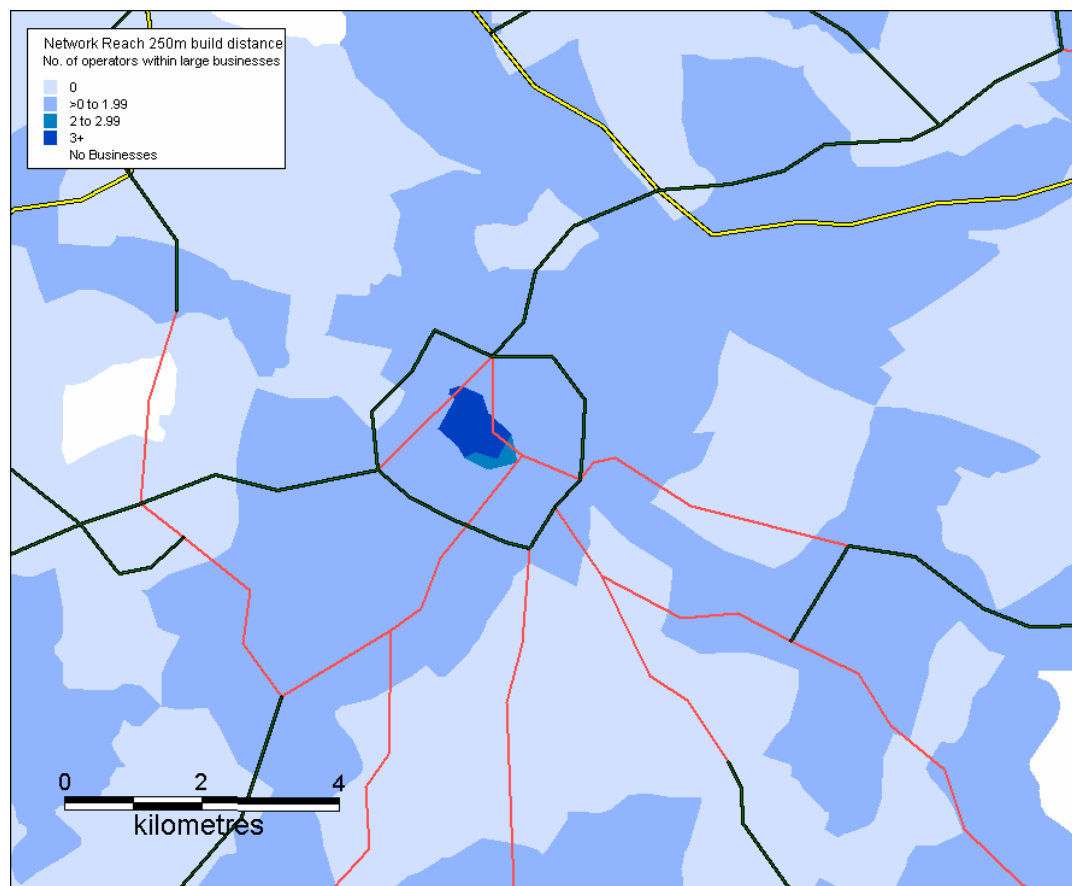 Network Reach 250m build distance
No. of operators within large businesses
0
>0 to 1.99
2 to 2.99
3+
No Businesses
0 2 4
kilometres